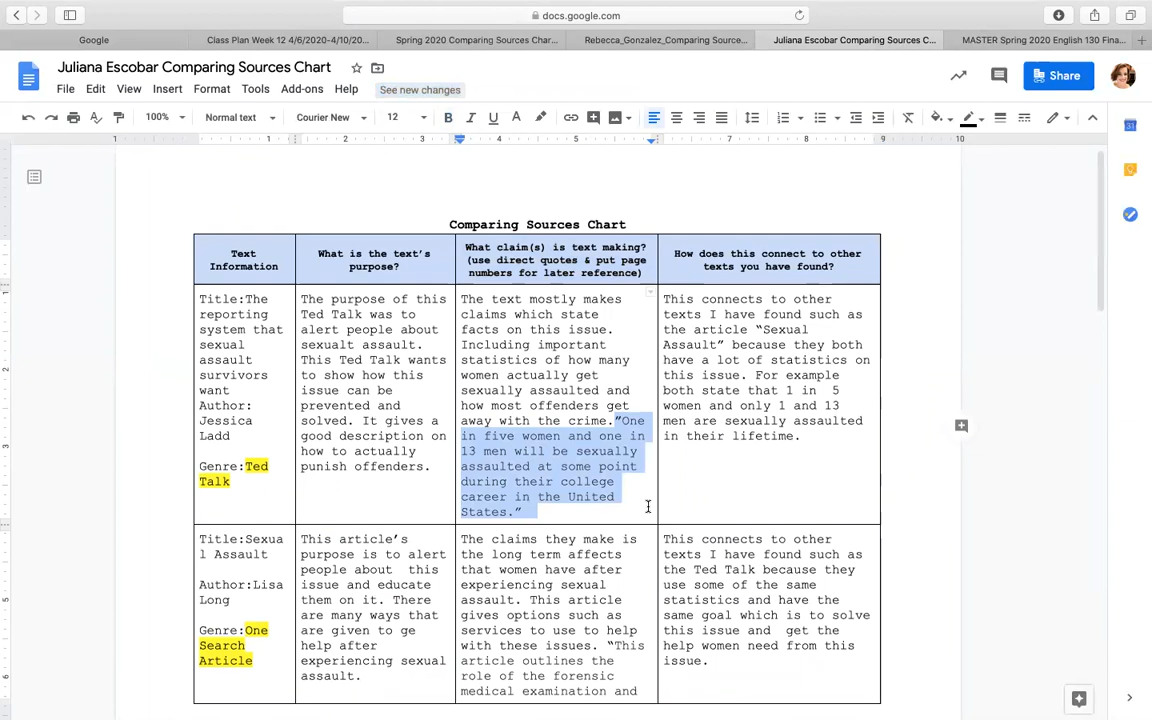 docs.google.com
Google
Class Plan Week 12 4/6/2020-4/10/20...
Spring 2020 Comparing Sources Char...
Rebecca_Gonzalez_Comparing Source...
Juliana Escobar Comparing Sources C...
MASTER Spring 2020 English 130 Fina...
Juliana Escobar Comparing Sources Chart
File Edit View Insert Format Tools Add-ons Help See new changes
Share
100% Normal text Courier New 12 B I U A
1 1 2 3 4 5 6 7 8 9 10
Comparing Sources Chart
Text
Information
What is the text's
purpose?
What claim(s) is text making?
(use direct quotes & put page
numbers for later reference)
How does this connect to other
texts you have found?
Title:The
reporting
system that
sexual
assault
survivors
want
Author:
Jessica
Ladd
Genre:Ted
Talk
The purpose of this
Ted Talk was to
alert people about
sexualt assault.
This Ted Talk wants
to show how this
issue can be
prevented and
solved. It gives a
good description on
how to actually
punish offenders.
The text mostly makes
claims which state
facts on this issue.
Including important
statistics of how many
women actually get
sexually assaulted and
how most offenders get
away with the crime.”One
in five women and one in
13 men will be sexually
assaulted at some point
during their college
career in the United
States.”
This connects to other
texts I have found such as
the article “Sexual
Assault” because they both
have a lot of statistics on
this issue. For example
both state that 1 in  5
women and only 1 and 13
men are sexually assaulted
in their lifetime.
Title:Sexua
l Assault
Author:Lisa
Long
Genre:One
Search
Article
This article’s
purpose is to alert
people about  this
issue and educate
them on it. There
are many ways that
are given to ge
help after
experiencing sexual
assault.
The claims they make is
the long term affects
that women have after
experiencing sexual
assault. This article
gives options such as
services to use to help
with these issues. “This
article outlines the
role of the forensic
medical examination and
This connects to other
texts I have found such as
the Ted Talk because they
use some of the same
statistics and have the
same goal which is to solve
this issue and  get the
help women need from this
issue.